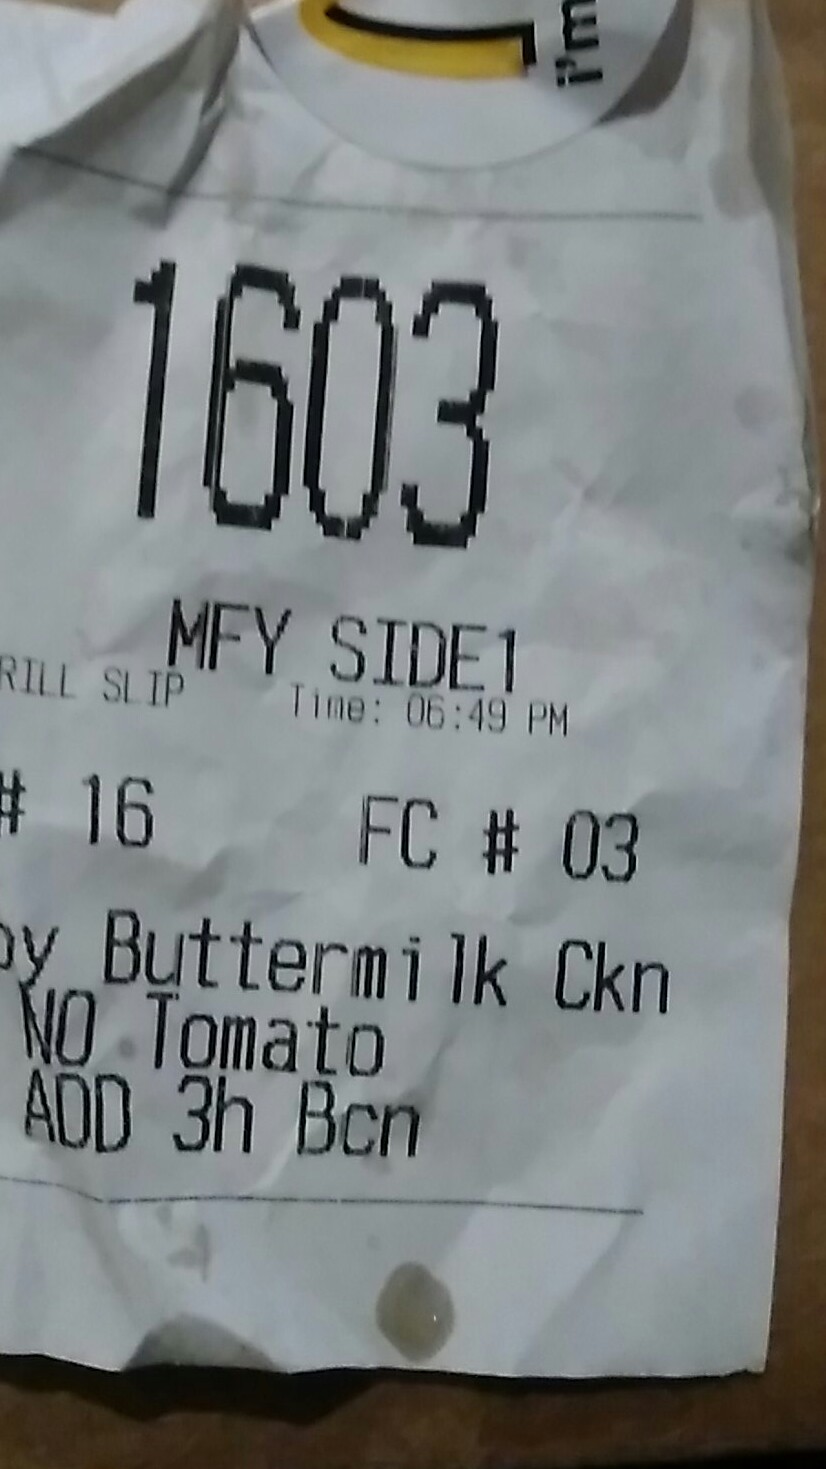 i'm
1603
MFY SIDE1
RILL SLIP Time: 06:49 PM
# 16 FC # 03
py Buttermilk Ckn
NO Tomato
ADD 3h Bcn